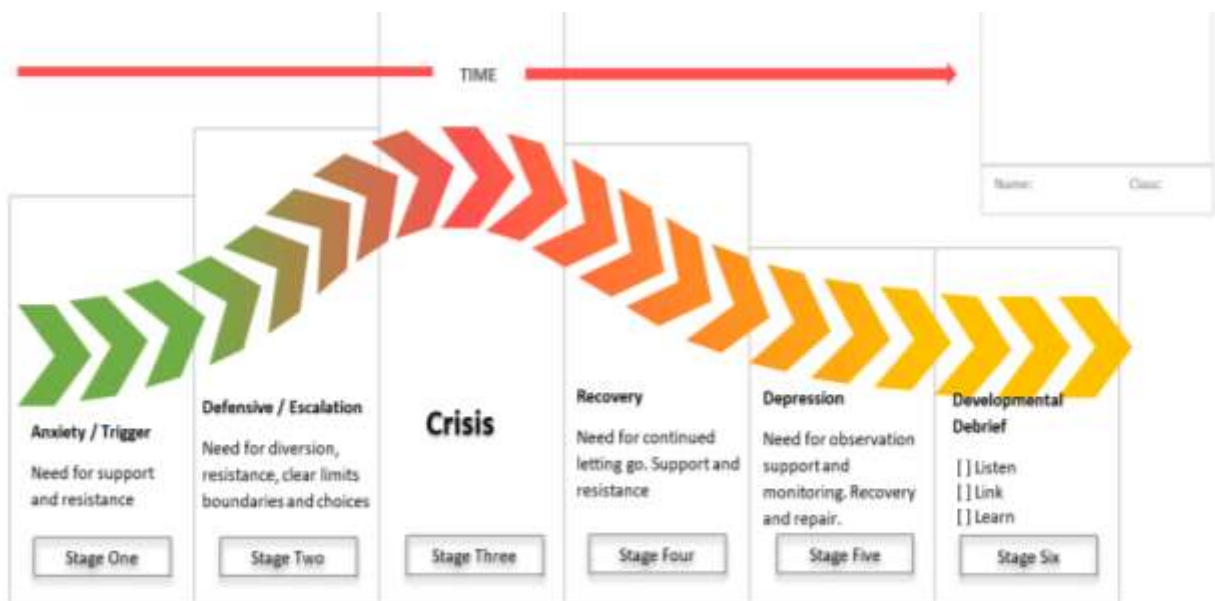 TIME
Name: Class:
Anxiety / Trigger
Need for support
and resistance
Stage One
Defensive / Escalation
Need for diversion,
resistance, clear limits
boundaries and choices
Stage Two
Crisis
Stage Three
Recovery
Need for continued
letting go. Support and
resistance
Stage Four
Depression
Need for observation
support and
monitoring. Recovery
and repair.
Stage Five
Developmental
Debrief
[ ] Listen
[ ] Link
[ ] Learn
Stage Six